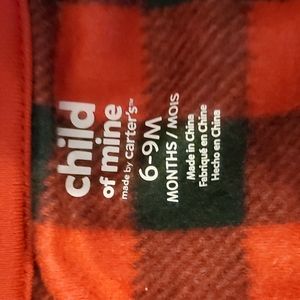 child
of mine
made by carter's™
6-9M
MONTHS / MOIS
Made in China
Fabriqué en Chine
Hecho en China